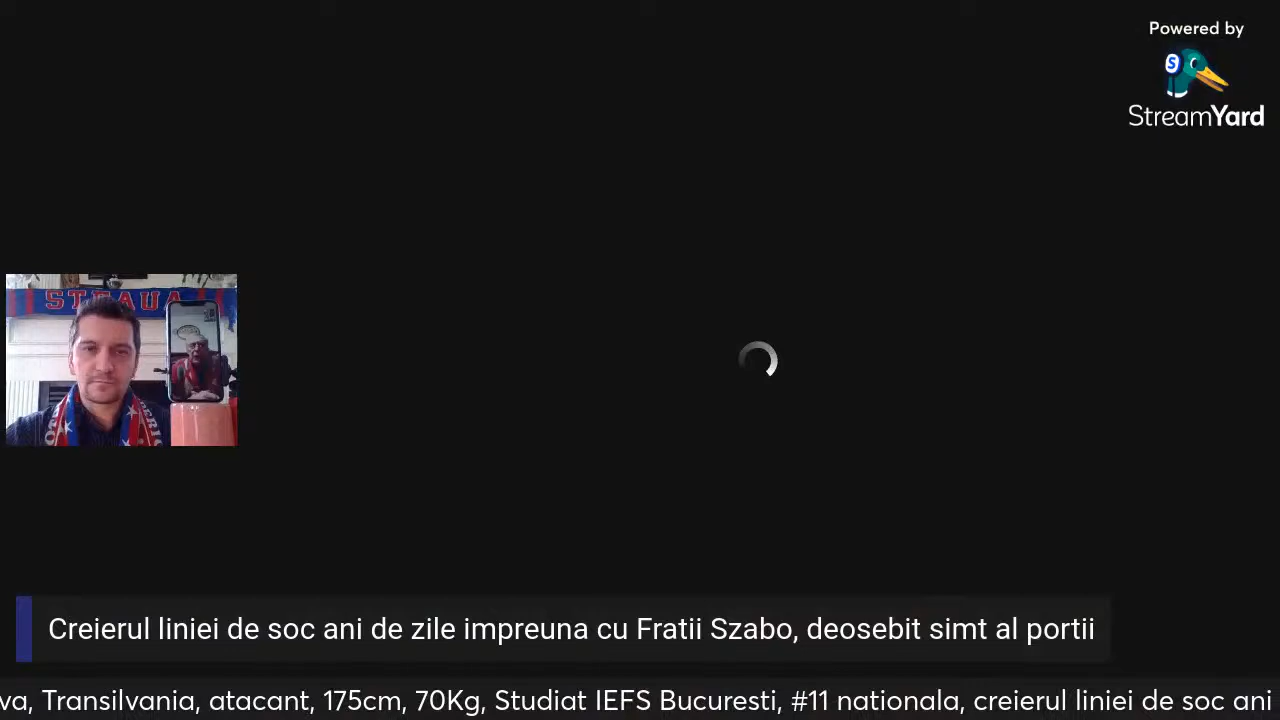 Powered by
S
StreamYard
STEAUA
Creierul liniei de soc ani de zile impreuna cu Fratii Szabo, deosebit simt al portii
va, Transilvania, atacant, 175cm, 70Kg, Studiat IEFS Bucuresti, #11 nationala, creierul liniei de soc ani